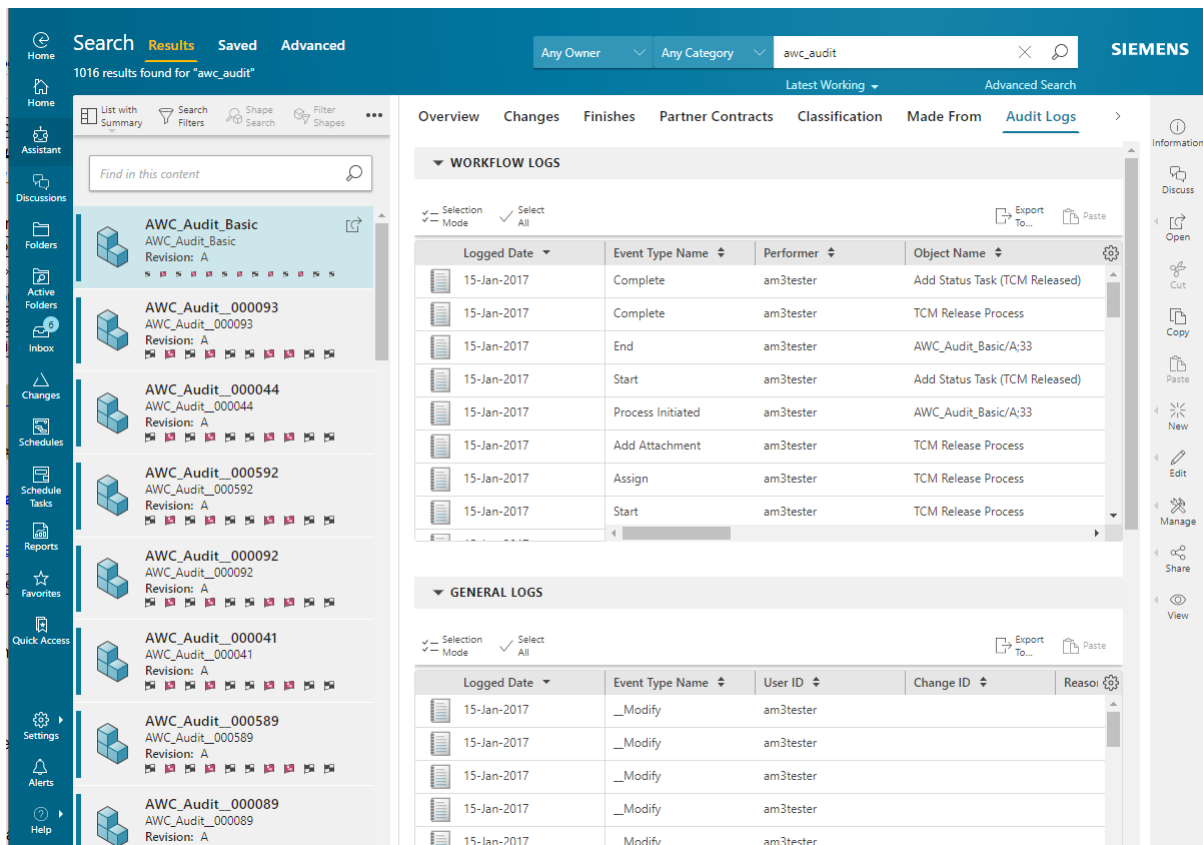 Home
Home
Assistant
Discussions
Folders
Active
Folders
6
Inbox
Changes
Schedules
Schedule
Tasks
Reports
Favorites
Quick Access
Settings
Alerts
Help
Search Results Saved Advanced
1016 results found for "awc_audit"
Any Owner Any Category awc_audit
Latest Working Advanced Search
SIEMENS
List with
Summary
Search
Filters
Shape
Search
Filter
Shapes
Find in this content
AWC_Audit_Basic
AWC_Audit_Basic
Revision: A
AWC_Audit__000093
AWC_Audit__000093
Revision: A
AWC_Audit__000044
AWC_Audit__000044
Revision: A
AWC_Audit__000592
AWC_Audit__000592
Revision: A
AWC_Audit__000092
AWC_Audit__000092
Revision: A
AWC_Audit__000041
AWC_Audit__000041
Revision: A
AWC_Audit__000589
AWC_Audit__000589
Revision: A
AWC_Audit__000089
AWC_Audit__000089
Revision: A
Overview Changes Finishes Partner Contracts Classification Made From Audit Logs
WORKFLOW LOGS
Selection
Mode
Select
All
Export
To...
Paste
Logged Date Event Type Name Performer Object Name
15-Jan-2017 Complete am3tester Add Status Task (TCM Released)
15-Jan-2017 Complete am3tester TCM Release Process
15-Jan-2017 End am3tester AWC_Audit_Basic/A;33
15-Jan-2017 Start am3tester Add Status Task (TCM Released)
15-Jan-2017 Process Initiated am3tester AWC_Audit_Basic/A;33
15-Jan-2017 Add Attachment am3tester TCM Release Process
15-Jan-2017 Assign am3tester TCM Release Process
15-Jan-2017 Start am3tester TCM Release Process
GENERAL LOGS
Selection
Mode
Select
All
Export
To...
Paste
Logged Date Event Type Name User ID Change ID Reaso
15-Jan-2017 __Modify am3tester
15-Jan-2017 __Modify am3tester
15-Jan-2017 __Modify am3tester
15-Jan-2017 __Modify am3tester
15-Jan-2017 __Modify am3tester
Information
Discuss
Open
Cut
Copy
Paste
New
Edit
Manage
Share
View